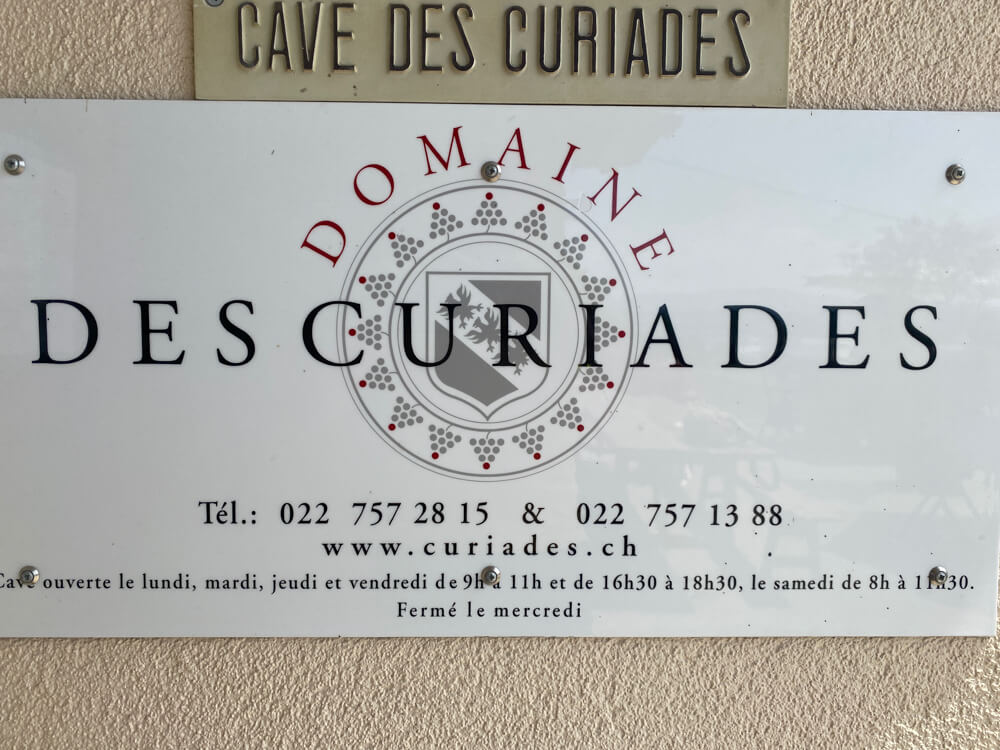 CAVE DES CURIADES
DOMAINE
DES CURIADES
Tél.: 022 757 28 15 & 022 757 13 88
www.curiades.ch
Cave ouverte le lundi, mardi, jeudi et vendredi de 9h à 11h et de 16h30 à 18h30, le samedi de 8h à 11h30.
Fermé le mercredi